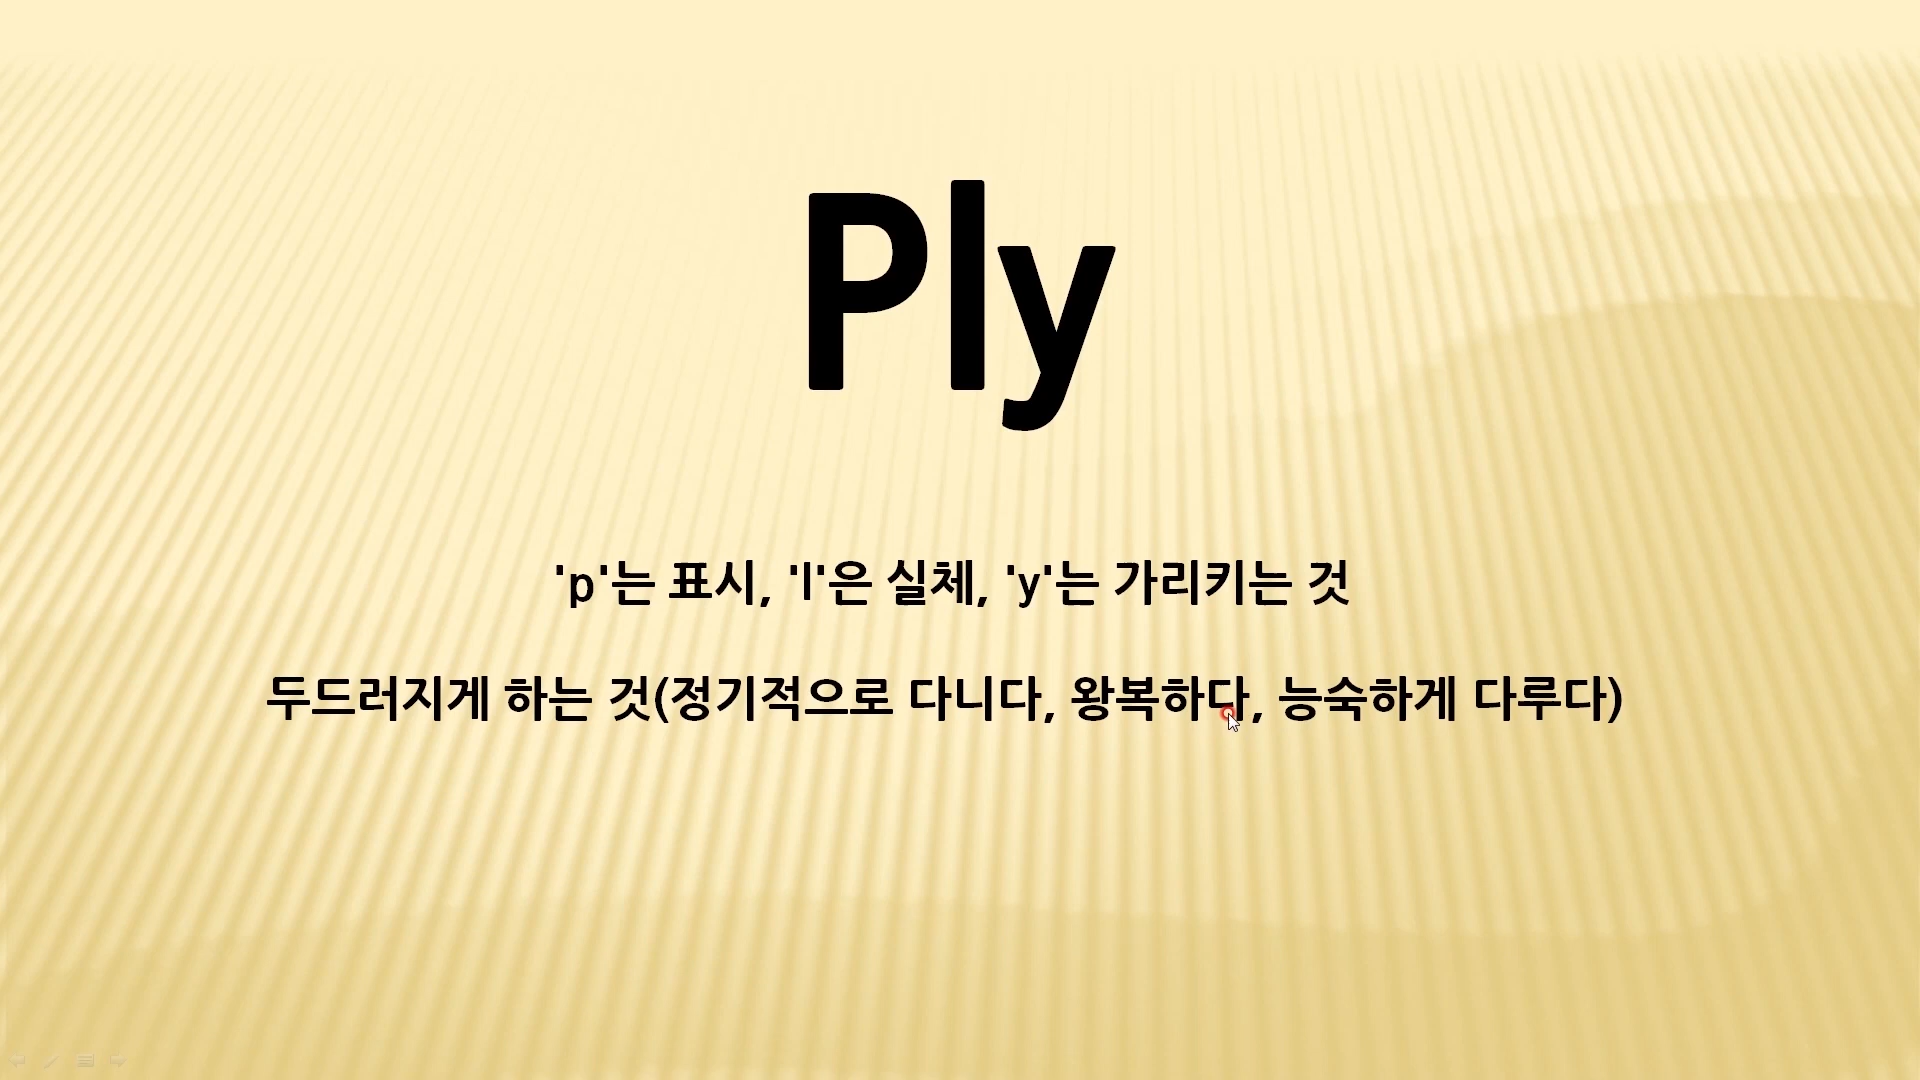 Ply
'p'는 표시, 'l'은 실체, 'y'는 가리키는 것
두드러지게 하는 것(정기적으로 다니다, 왕복하다, 능숙하게 다루다)